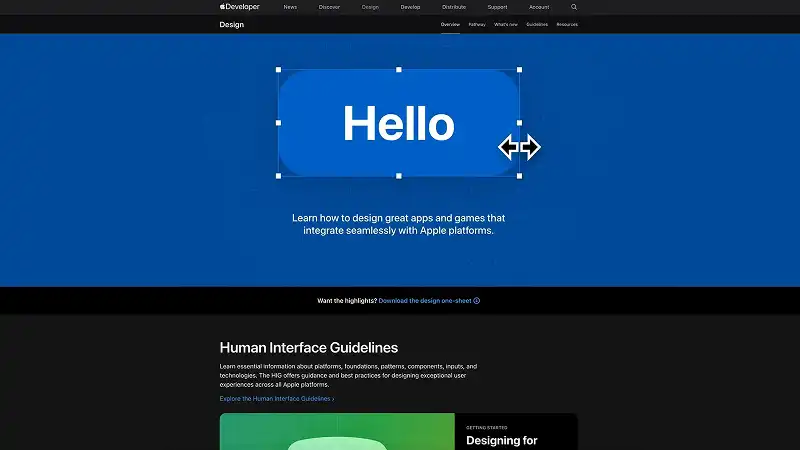 Developer
News
Discover
Design
Develop
Distribute
Support
Account
Design
Overview
Pathway
What's new
Guidelines
Resources
Hello
Learn how to design great apps and games that
integrate seamlessly with Apple platforms.
Want the highlights? Download the design one-sheet
Human Interface Guidelines
Learn essential information about platforms, foundations, patterns, components, inputs, and
technologies. The HIG offers guidance and best practices for designing exceptional user
experiences across all Apple platforms.
Explore the Human Interface Guidelines ›
GETTING STARTED
Designing for